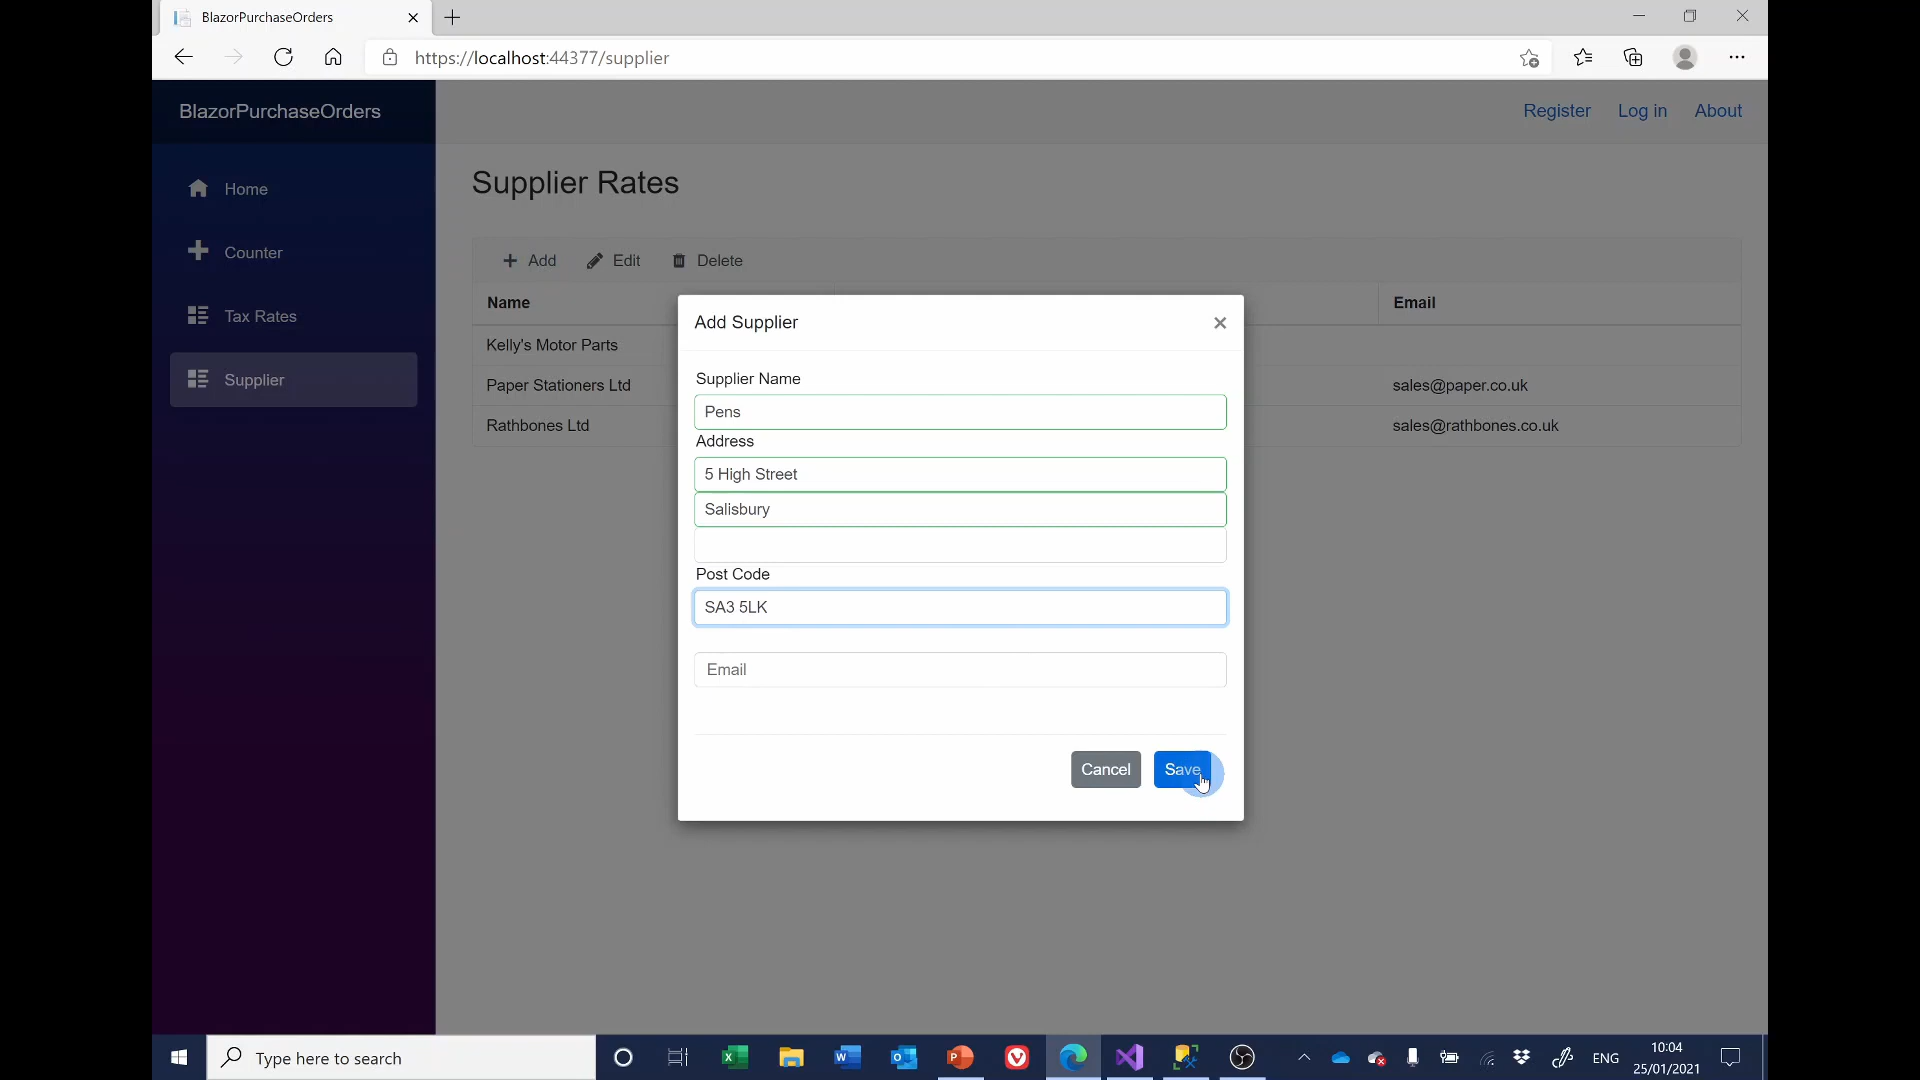 BlazorPurchaseOrders
https://localhost:44377/supplier
BlazorPurchaseOrders
Register Log in About
Home
Counter
Tax Rates
Supplier
Supplier Rates
Add Edit Delete
Name Email
Kelly's Motor Parts
Paper Stationers Ltd sales@paper.co.uk
Rathbones Ltd sales@rathbones.co.uk
Add Supplier
Supplier Name
Pens
Address
5 High Street
Salisbury
Post Code
SA3 5LK
Email
Cancel Save
Type here to search
ENG
10:04
25/01/2021